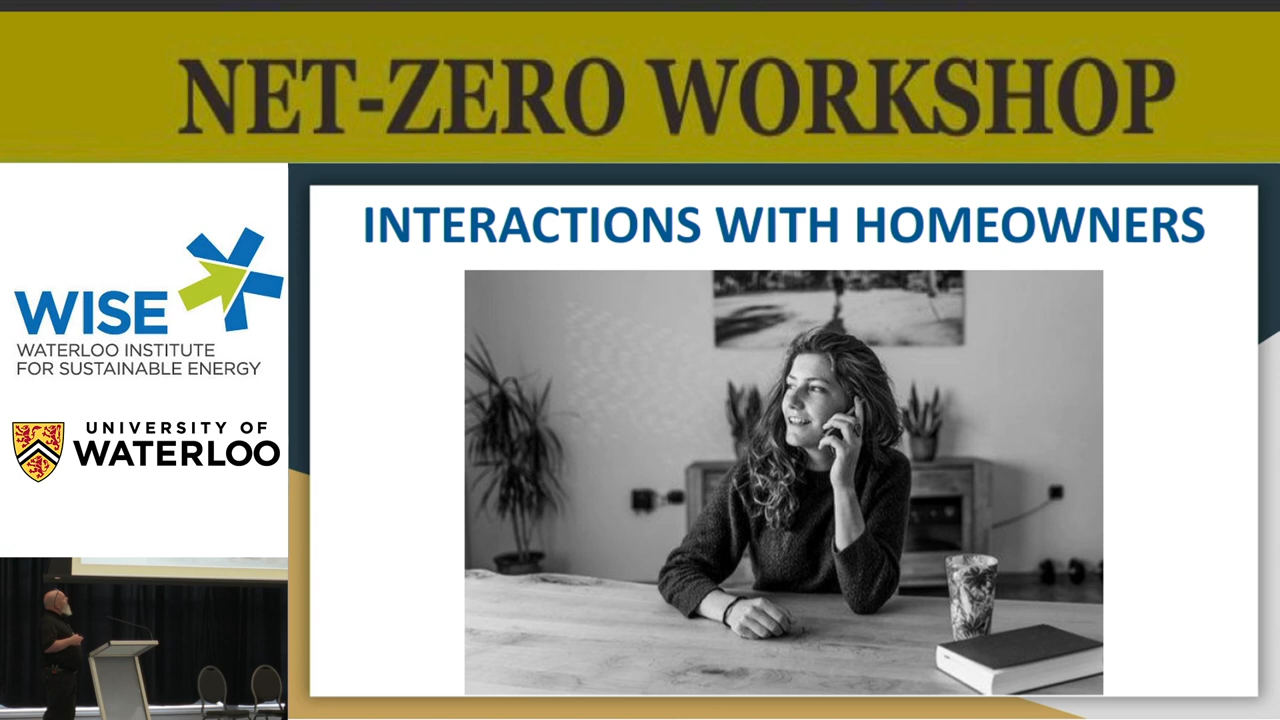 NET-ZERO WORKSHOP
WISE
WATERLOO INSTITUTE
FOR SUSTAINABLE ENERGY
UNIVERSITY OF
WATERLOO
INTERACTIONS WITH HOMEOWNERS